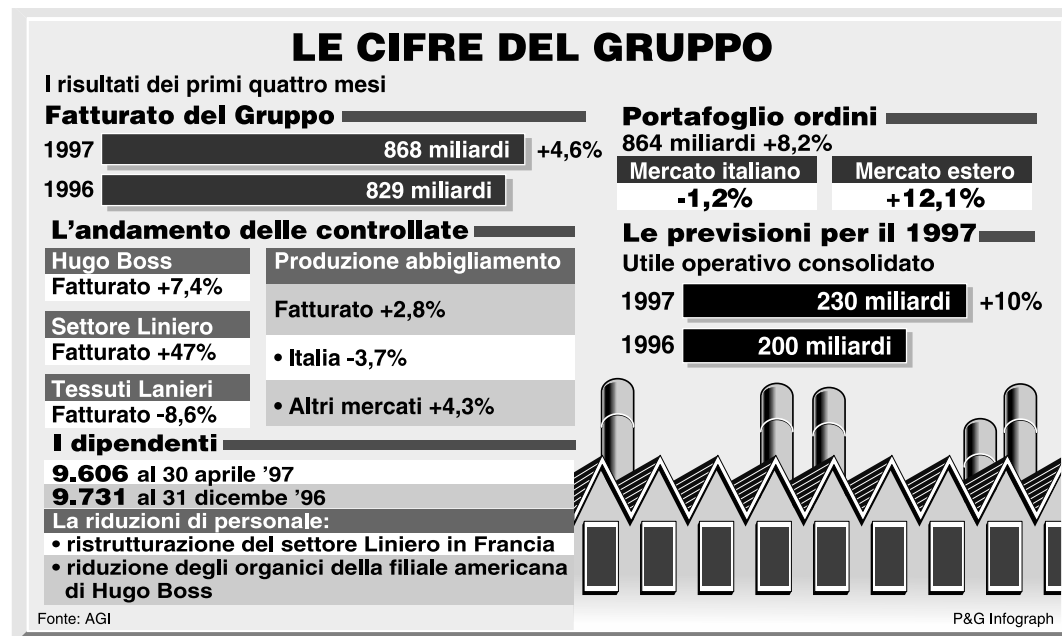 LE CIFRE DEL GRUPPO
I risultati dei primi quattro mesi
Fatturato del Gruppo
1997 868 miliardi +4,6%
1996 829 miliardi
L'andamento delle controllate
Hugo Boss
Fatturato +7,4%
Settore Liniero
Fatturato +47%
Tessuti Lanieri
Fatturato -8,6%
Produzione abbigliamento
Fatturato +2,8%
• Italia -3,7%
• Altri mercati +4,3%
I dipendenti
9.606 al 30 aprile '97
9.731 al 31 dicembe '96
La riduzioni di personale:
• ristrutturazione del settore Liniero in Francia
• riduzione degli organici della filiale americana
di Hugo Boss
Portafoglio ordini
864 miliardi +8,2%
Mercato italiano
-1,2%
Mercato estero
+12,1%
Le previsioni per il 1997
Utile operativo consolidato
1997 230 miliardi +10%
1996 200 miliardi
Fonte: AGI
P&G Infograph